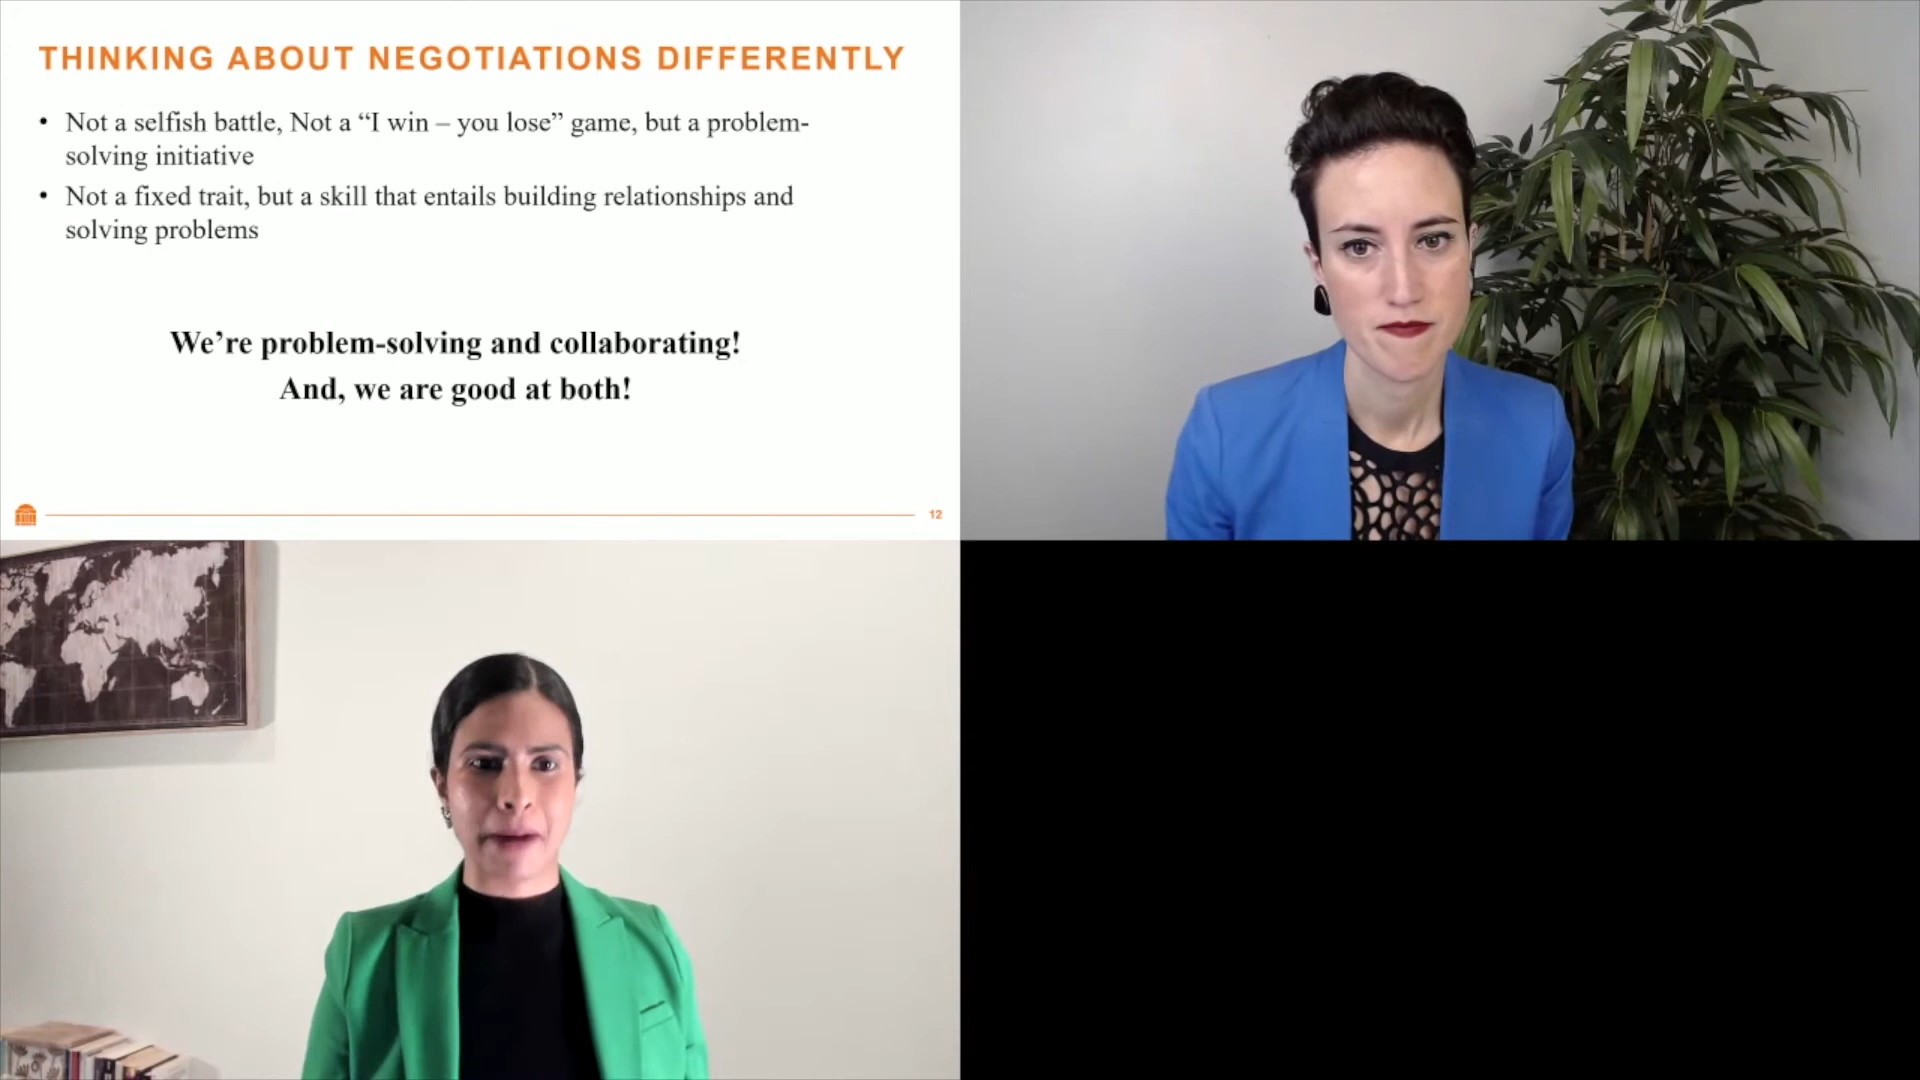 THINKING ABOUT NEGOTIATIONS DIFFERENTLY
• Not a selfish battle, Not a “I win – you lose” game, but a problem-
solving initiative
• Not a fixed trait, but a skill that entails building relationships and
solving problems
We’re problem-solving and collaborating!
And, we are good at both!
12